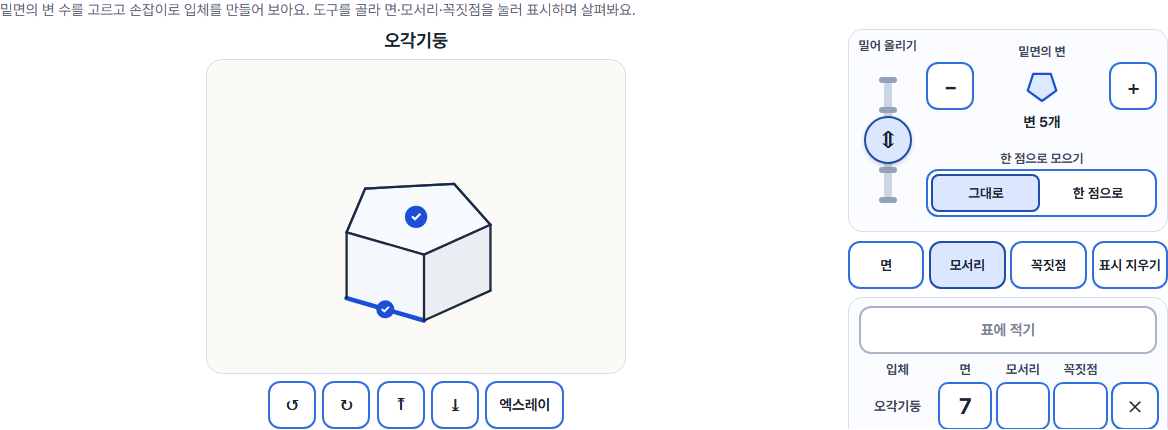 밑면의 변 수를 고르고 손잡이로 입체를 만들어 보아요. 도구를 골라 면·모서리·꼭짓점을 눌러 표시하며 살펴봐요.
오각기둥
밀어 올리기
밑면의 변
−
+
변 5개
한 점으로 모으기
그대로
한 점으로
면
모서리
꼭짓점
표시 지우기
표에 적기
입체
면
모서리
꼭짓점
오각기둥
7
×
↺
↻
⤒
⤓
엑스레이